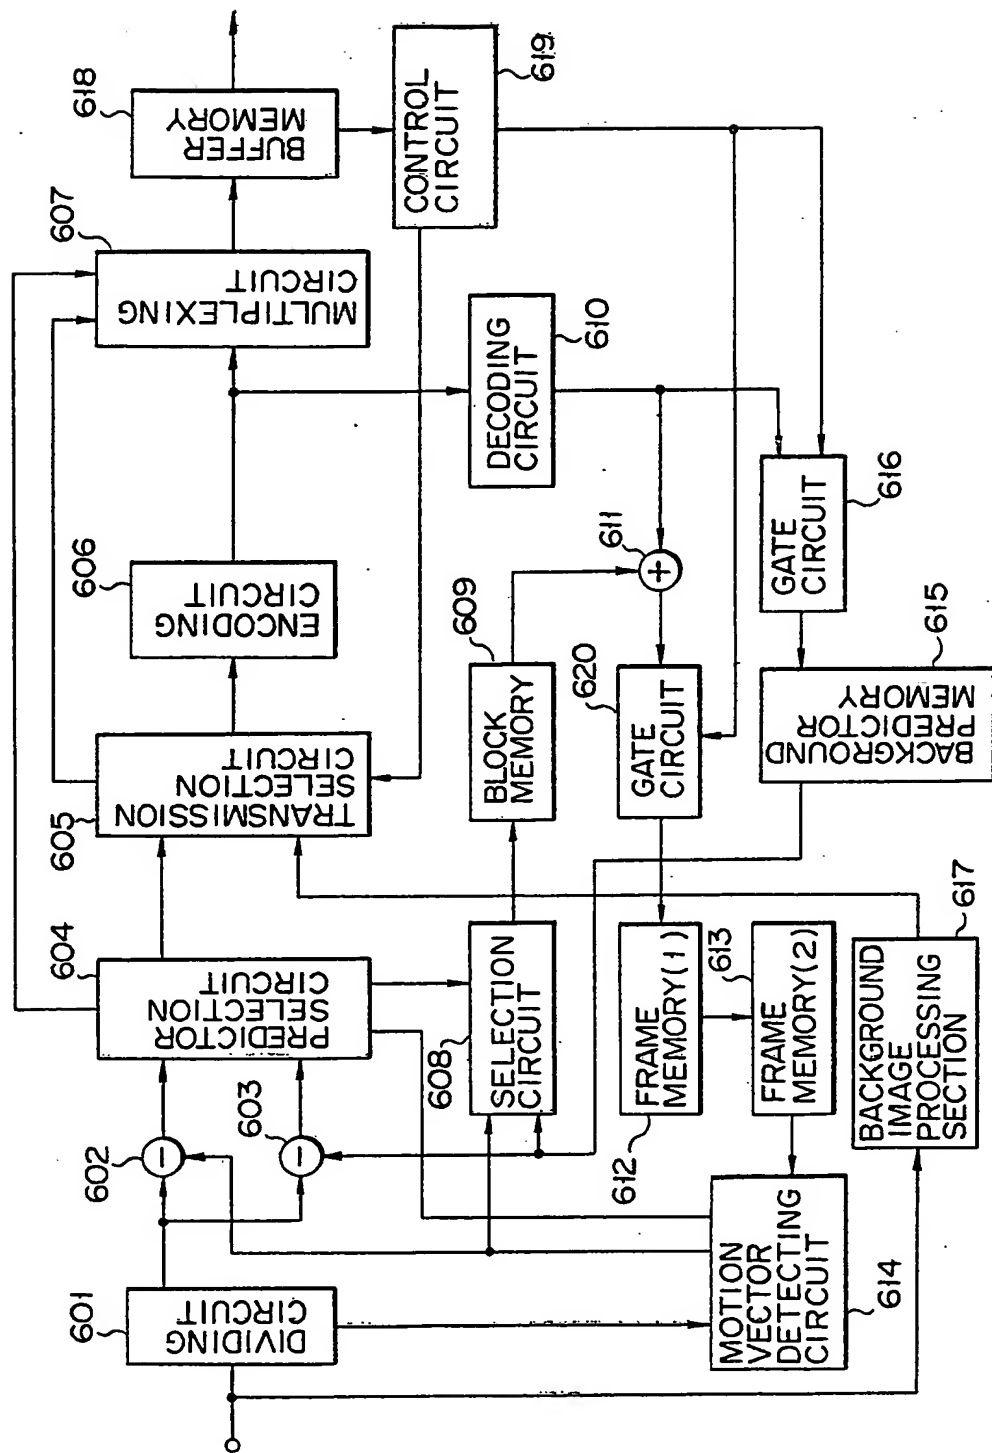 601
DIVIDING
CIRCUIT
602
603
604
PREDICTOR
SELECTION
CIRCUIT
605
TRANSMISSION
SELECTION
CIRCUIT
606
ENCODING
CIRCUIT
607
MULTIPLEXING
CIRCUIT
618
BUFFER
MEMORY
CONTROL
CIRCUIT
619
608
SELECTION
CIRCUIT
609
BLOCK
MEMORY
DECODING
CIRCUIT
610
611
620
GATE
CIRCUIT
GATE
CIRCUIT
616
615
BACKGROUND
PREDICTOR
MEMORY
612
FRAME
MEMORY(1)
613
FRAME
MEMORY(2)
MOTION
VECTOR
DETECTING
CIRCUIT
614
BACKGROUND
IMAGE
PROCESSING
SECTION
617